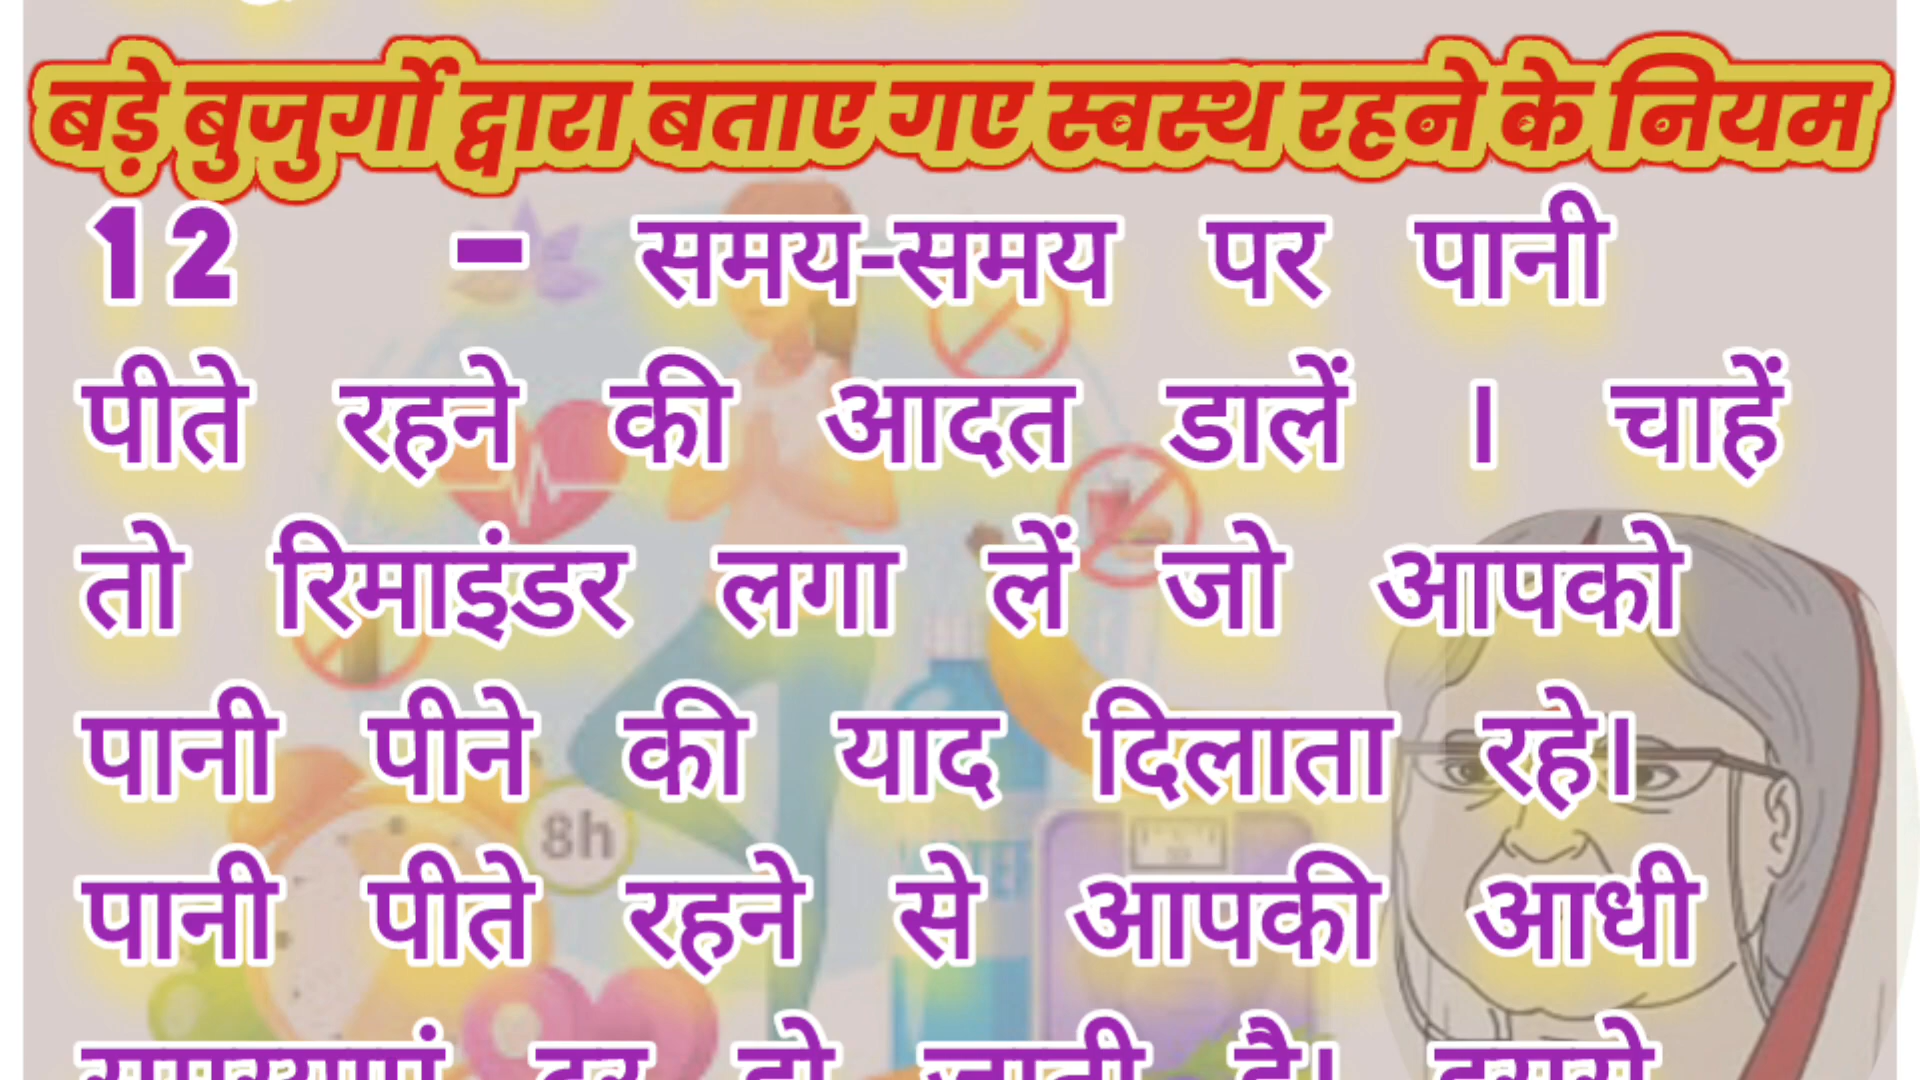 बड़े बुजुर्गो द्वारा बताए गए स्वस्थ रहने के नियम
12 - समय-समय पर पानी
पीते रहने की आदत डालें । चाहें
तो रिमाइंडर लगा लें जो आपको
पानी पीने की याद दिलाता रहे।
पानी पीते रहने से आपकी आधी
8h